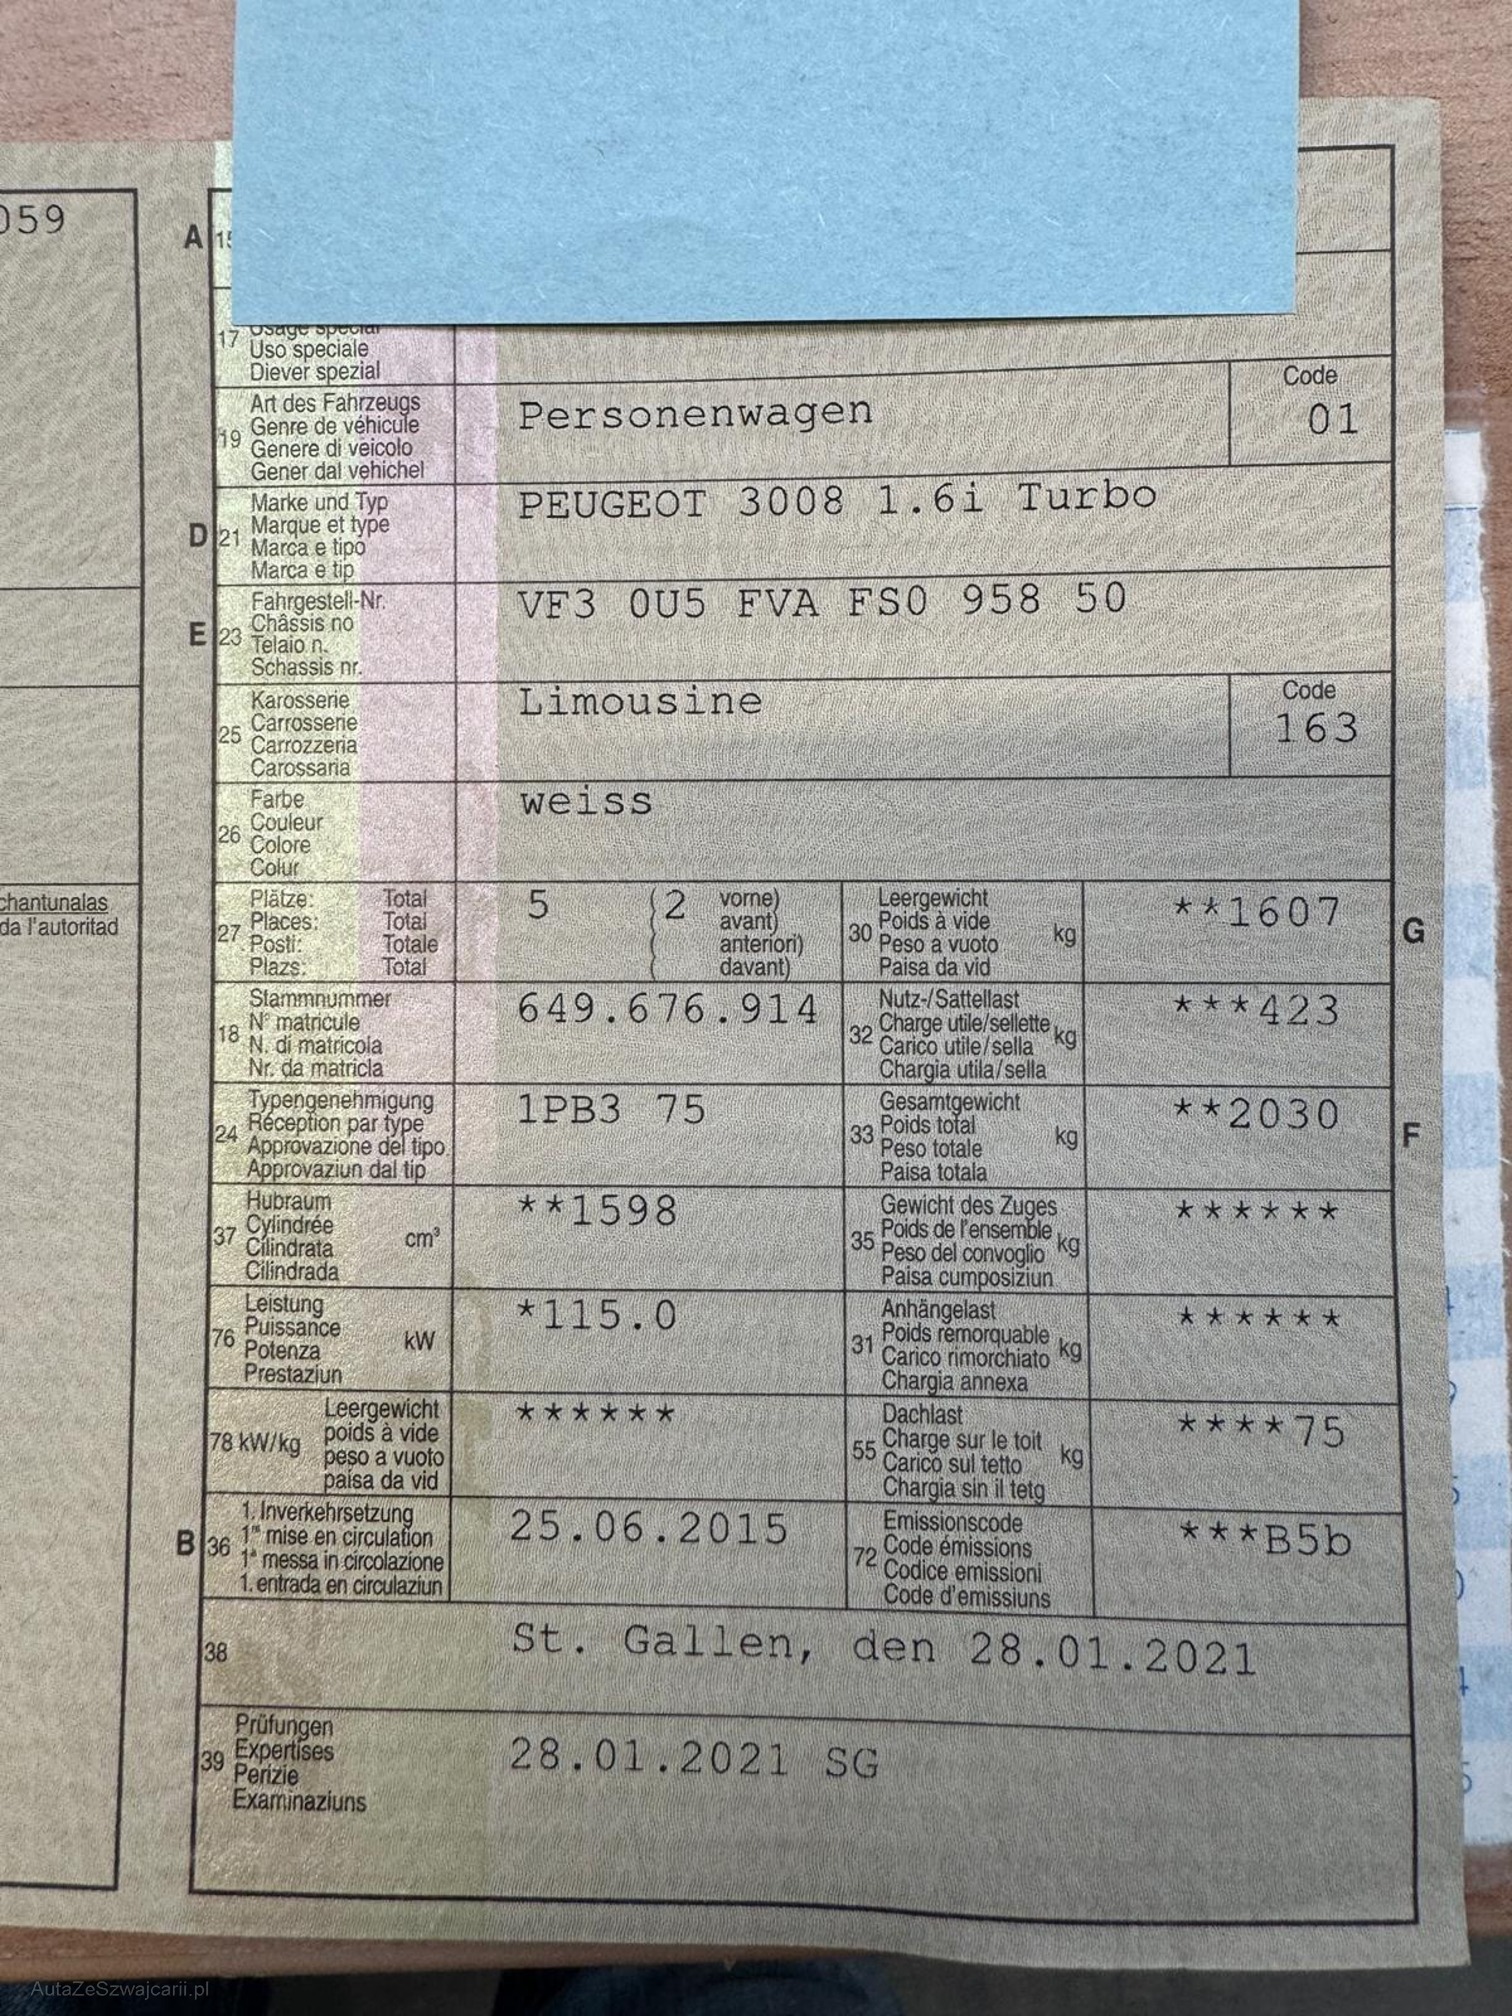 059
chantunalas
da l'autoritad
A
17 Usage spécial
Uso speciale
Diever spezial
19 Art des Fahrzeugs
Genre de véhicule
Genere di veicolo
Gener dal vehichel
Personenwagen
Code
01
D 21 Marke und Typ
Marque et type
Marca e tipo
Marca e tip
PEUGEOT 3008 1.6i Turbo
E 23 Fahrgestell-Nr.
Châssis no
Telaio n.
Schassis nr.
VF3 0U5 FVA FS0 958 50
25 Karosserie
Carrosserie
Carrozzeria
Carossaria
Limousine
Code
163
26 Farbe
Couleur
Colore
Colur
weiss
27 Plätze: Total
Places: Total
Posti: Totale
Plazs: Total
5 (2 vorne)
avant)
( anteriori)
( davant)
30 Leergewicht
Poids à vide
Peso a vuoto kg
Paisa da vid
**1607
G
18 Stammnummer
N° matricule
N. di matricola
Nr. da matricla
649.676.914
32 Nutz-/Sattellast
Charge utile/sellette kg
Carico utile/sella
Chargia utila/sella
***423
24 Typengenehmigung
Réception par type
Approvazione del tipo
Approvaziun dal tip
1PB3 75
33 Gesamtgewicht
Poids total
Peso totale kg
Paisa totala
**2030
F
37 Hubraum
Cylindrée
Cilindrata cm³
Cilindrada
**1598
35 Gewicht des Zuges
Poids de l'ensemble
Peso del convoglio kg
Paisa cumposiziun
******
76 Leistung
Puissance
Potenza kW
Prestaziun
*115.0
31 Anhängelast
Poids remorquable
Carico rimorchiato kg
Chargia annexa
******
78 kW/kg Leergewicht
poids à vide
peso a vuoto
paisa da vid
******
55 Dachlast
Charge sur le toit
Carico sul tetto kg
Chargia sin il tetg
****75
B 36 1. Inverkehrsetzung
1re mise en circulation
1a messa in circolazione
1. entrada en circulaziun
25.06.2015
72 Emissionscode
Code émissions
Codice emissioni
Code d'emissiuns
***B5b
38
St. Gallen, den 28.01.2021
39 Prüfungen
Expertises
Perizie
Examinaziuns
28.01.2021 SG
AutaZeSzwajcarii.pl